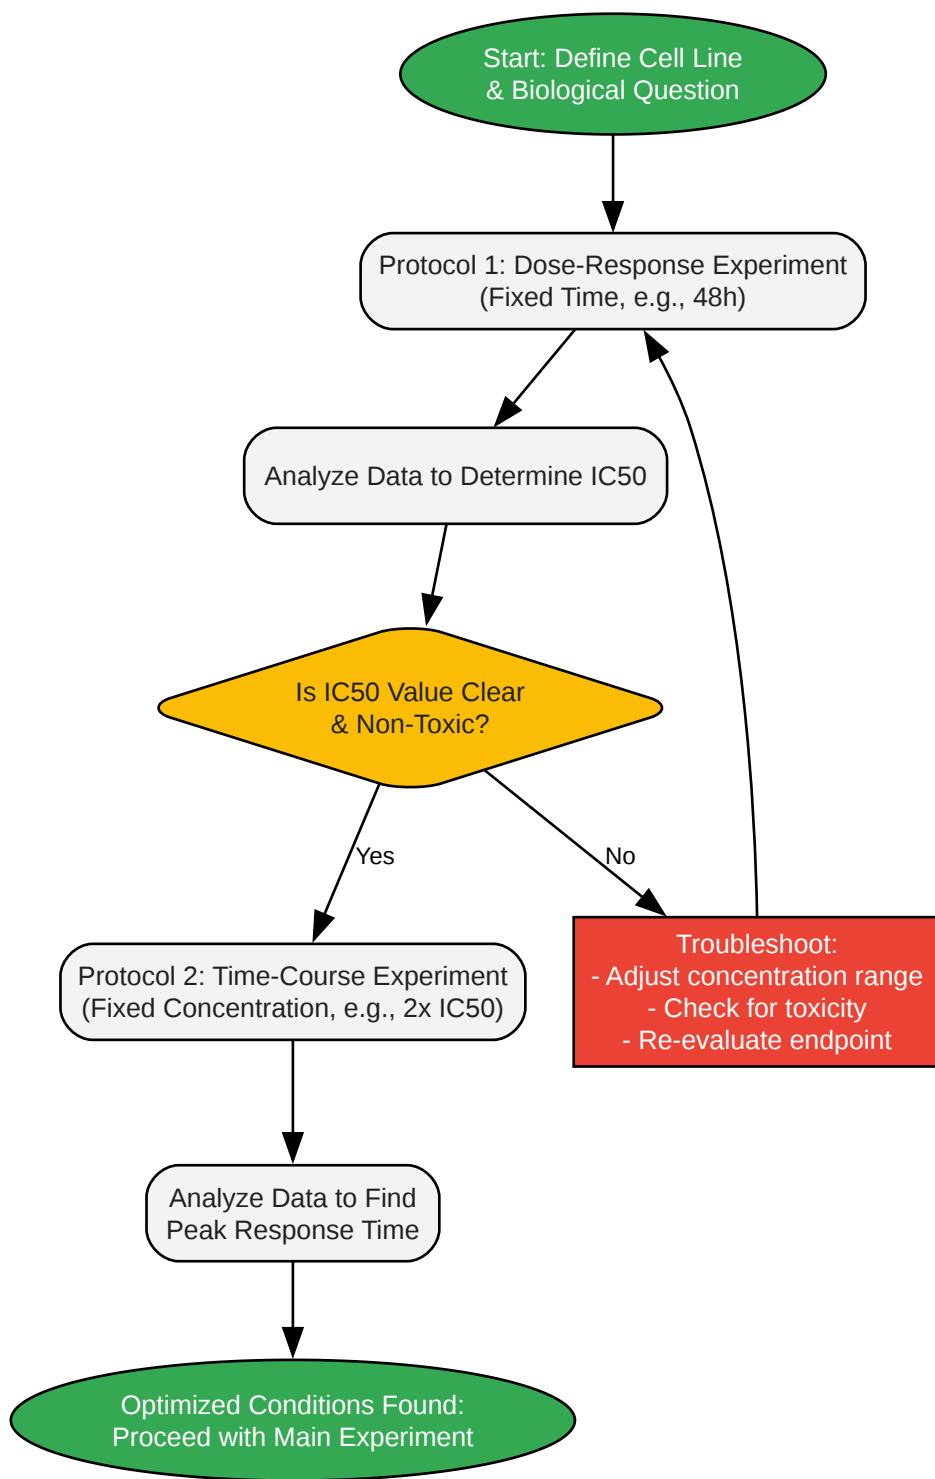 Start: Define Cell Line
& Biological Question
Protocol 1: Dose-Response Experiment
(Fixed Time, e.g., 48h)
Analyze Data to Determine IC50
Is IC50 Value Clear
& Non-Toxic?
Yes
No
Protocol 2: Time-Course Experiment
(Fixed Concentration, e.g., 2x IC50)
Troubleshoot:
- Adjust concentration range
- Check for toxicity
- Re-evaluate endpoint
Analyze Data to Find
Peak Response Time
Optimized Conditions Found:
Proceed with Main Experiment